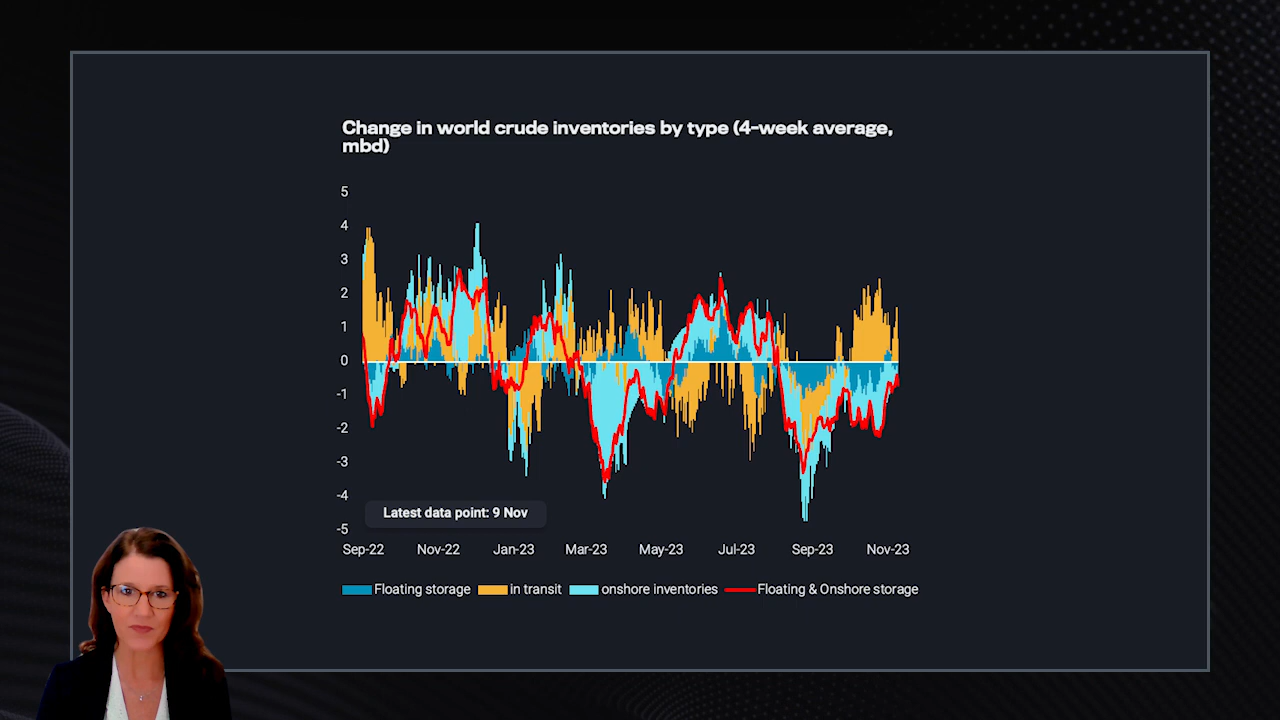 Change in world crude inventories by type (4-week average,
mbd)
5
4
3
2
1
0
-1
-2
-3
-4
-5
Latest data point: 9 Nov
Sep-22 Nov-22 Jan-23 Mar-23 May-23 Jul-23 Sep-23 Nov-23
Floating storage in transit onshore inventories Floating & Onshore storage